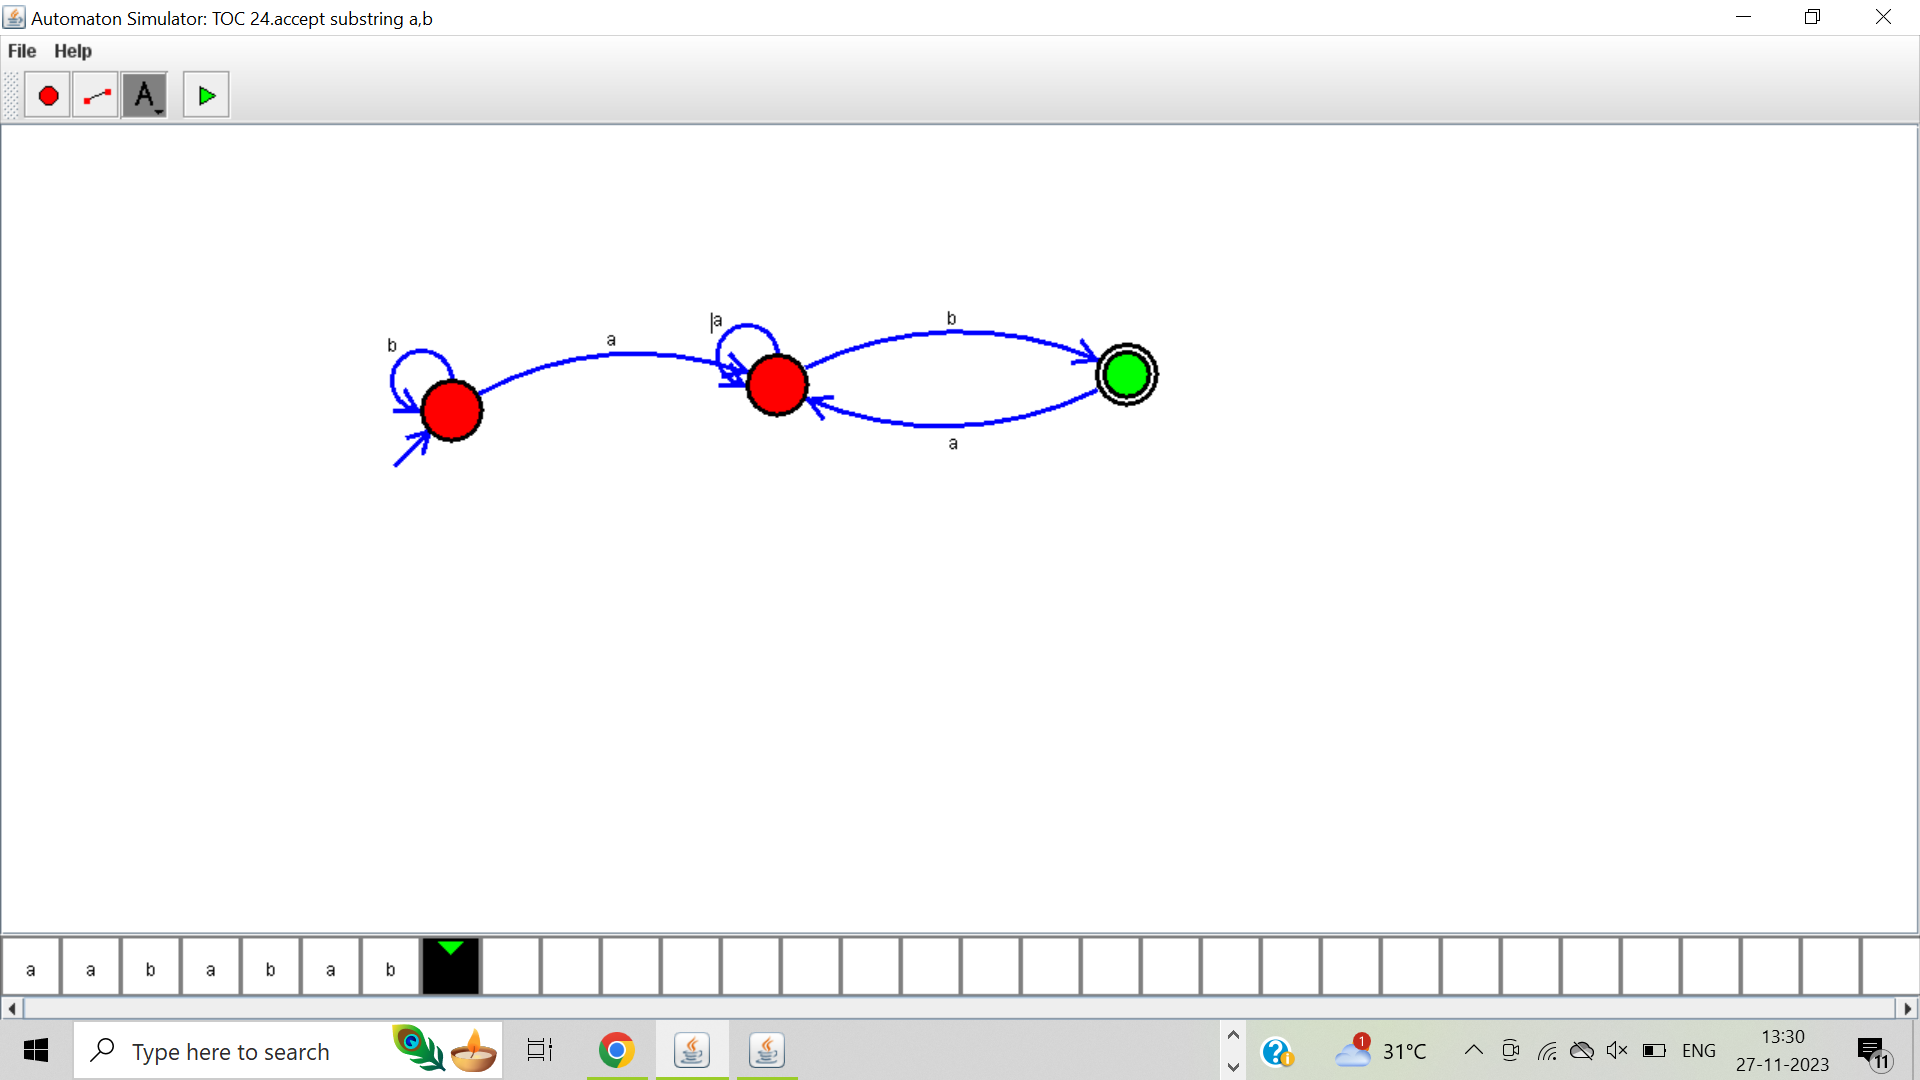 Automaton Simulator: TOC 24.accept substring a,b
File Help
A
b
a
a
b
a
a a b a b a b
Type here to search
1
31°C
ENG
13:30
27-11-2023
11